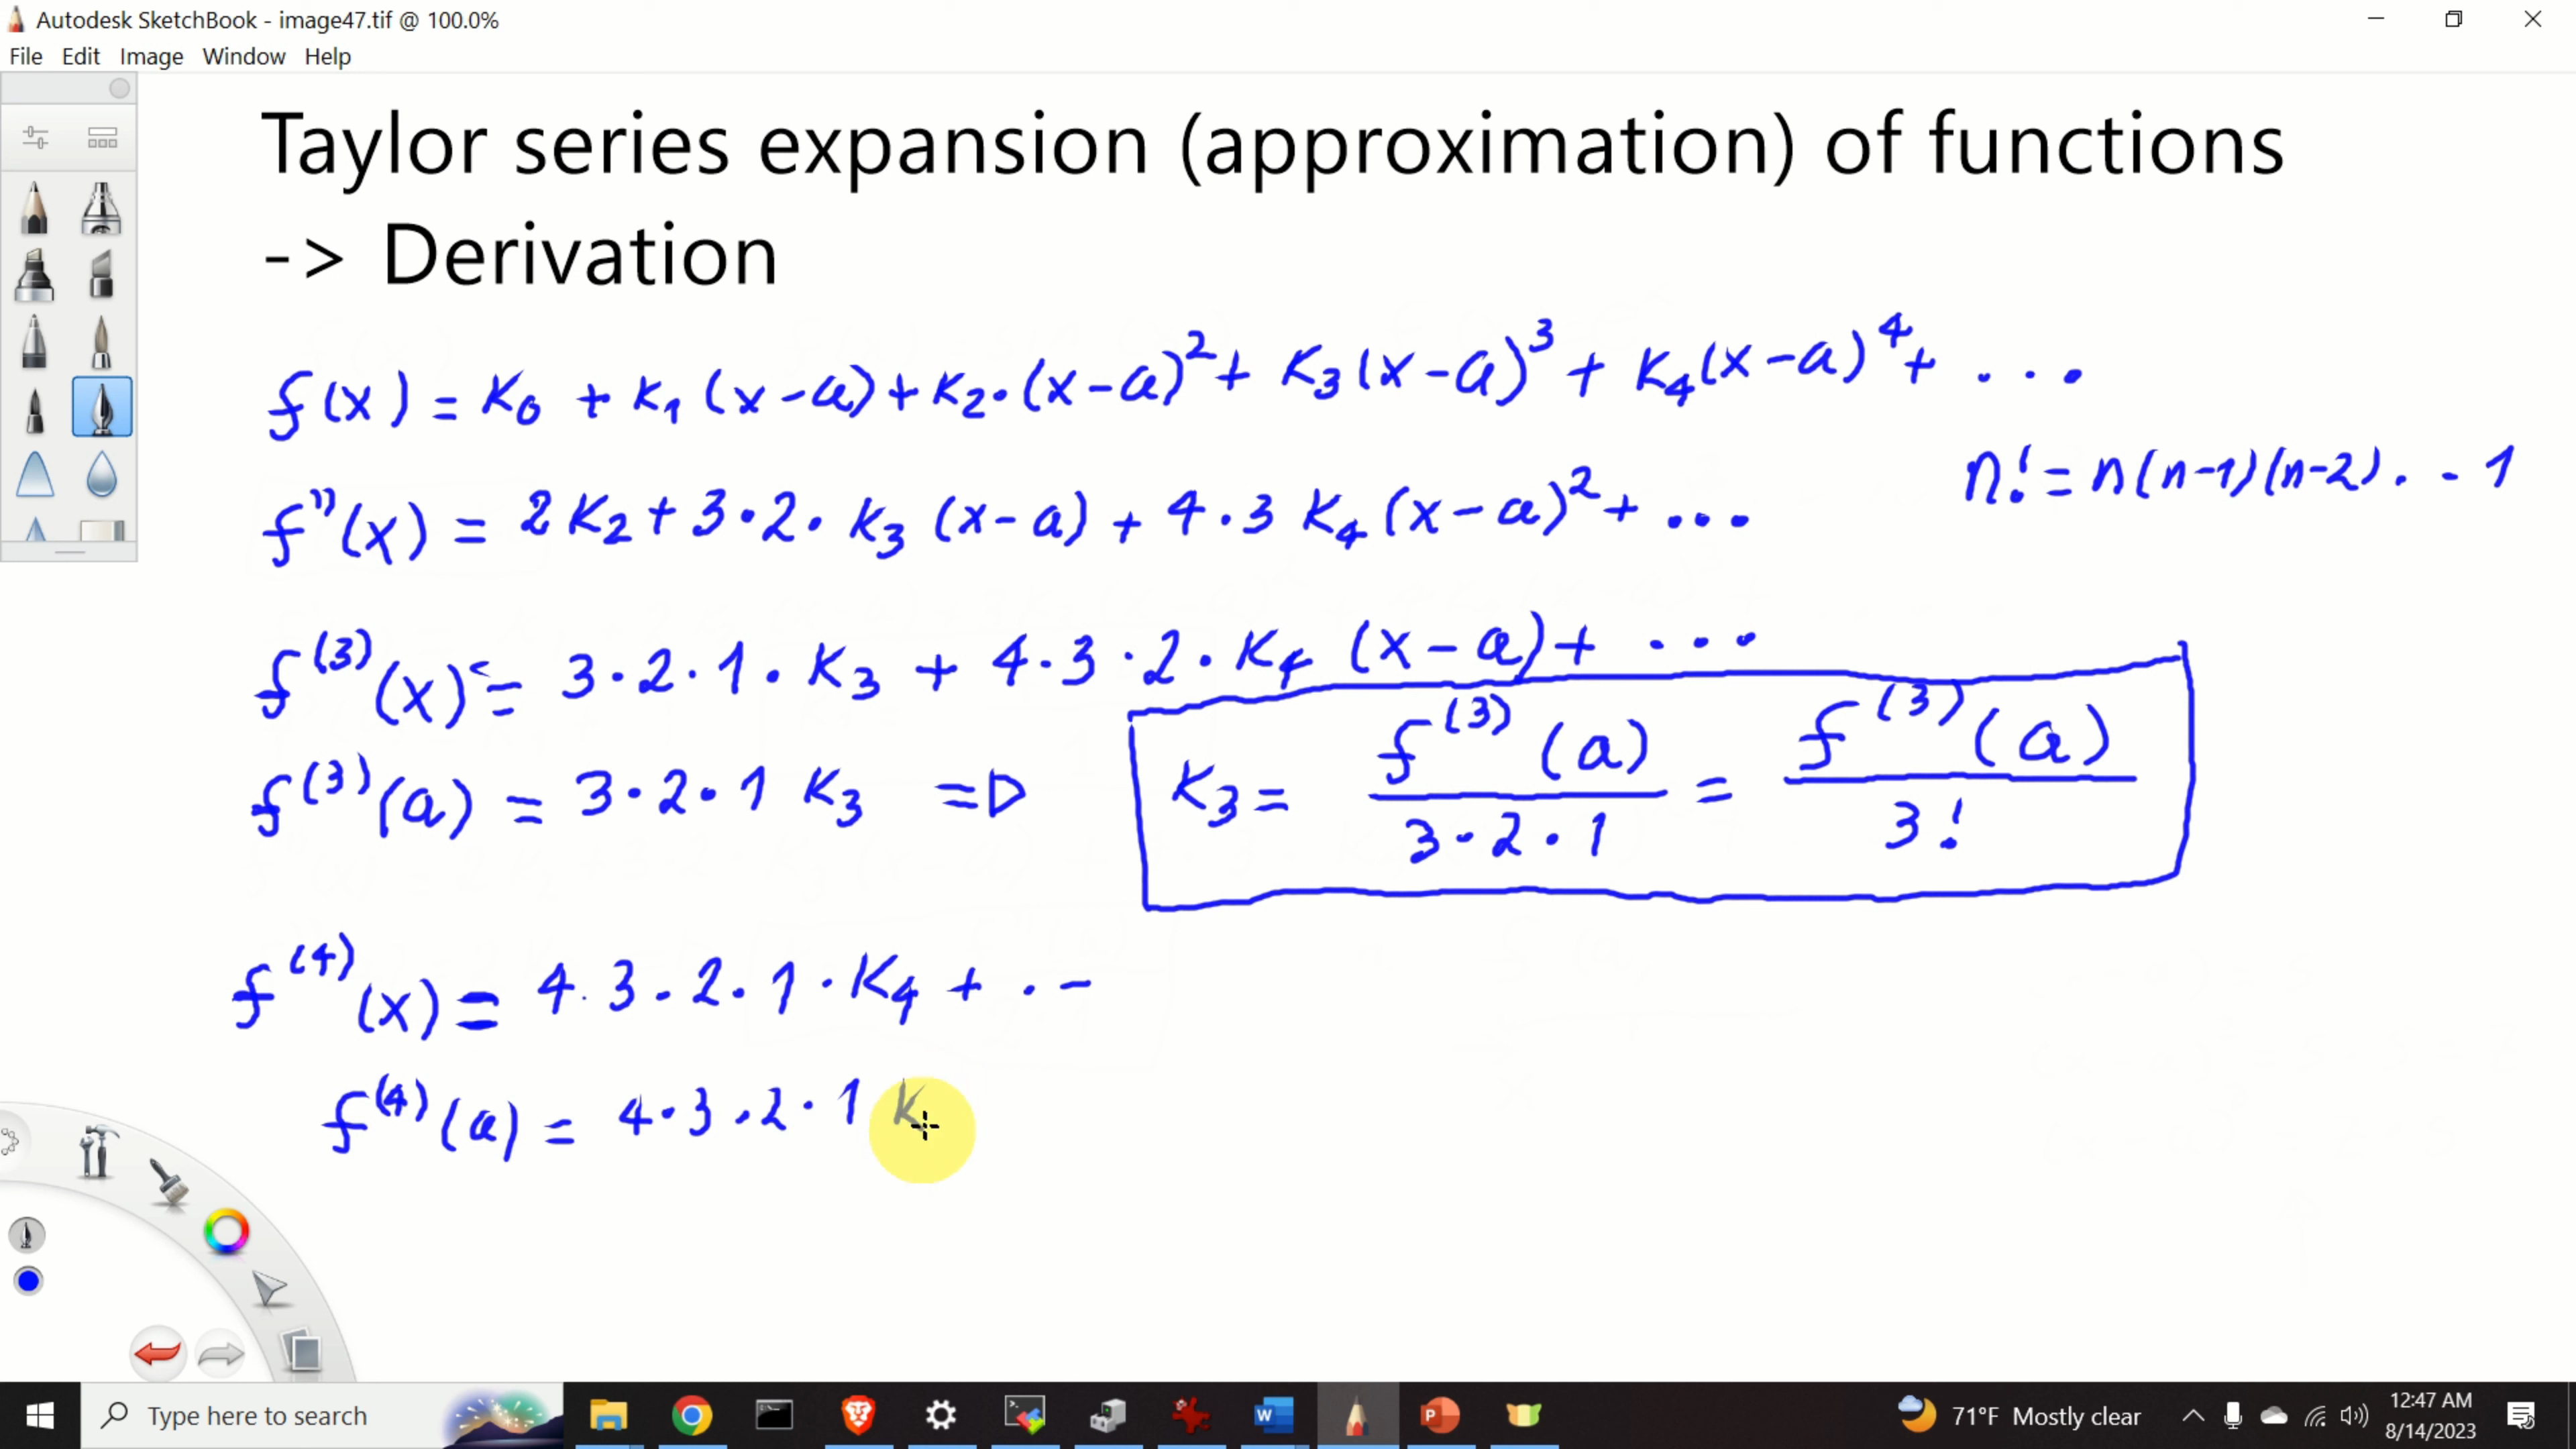 Autodesk SketchBook - image47.tif @ 100.0%
File Edit Image Window Help
Taylor series expansion (approximation) of functions
-> Derivation
f(x) = K₀ + K₁(x-a) + K₂·(x-a)² + K₃(x-a)³ + K₄(x-a)⁴ + ...
n! = n(n-1)(n-2). - 1
f''(x) = 2K₂ + 3·2·K₃(x-a) + 4·3 K₄(x-a)² + ...
f⁽³⁾(x) = 3·2·1·K₃ + 4·3·2·K₄(x-a) + ...
f⁽³⁾(a) = 3·2·1 K₃ => K₃ = f⁽³⁾(a) / 3·2·1 = f⁽³⁾(a) / 3!
f⁽⁴⁾(x) = 4·3·2·1·K₄ + . -
f⁽⁴⁾(a) = 4·3·2·1 K
Type here to search
71°F Mostly clear
12:47 AM
8/14/2023